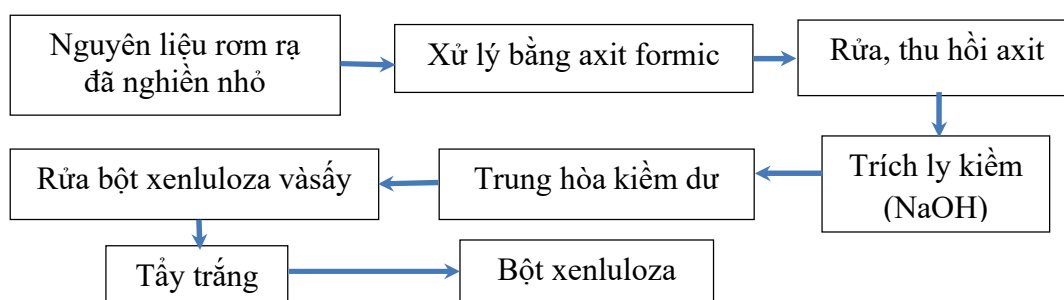 Nguyên liệu rơm rạ
đã nghiền nhỏ
Xử lý bằng axit formic
Rửa, thu hồi axit
Trích ly kiềm
(NaOH)
Trung hòa kiềm dư
Rửa bột xenluloza vàsấy
Tẩy trắng
Bột xenluloza